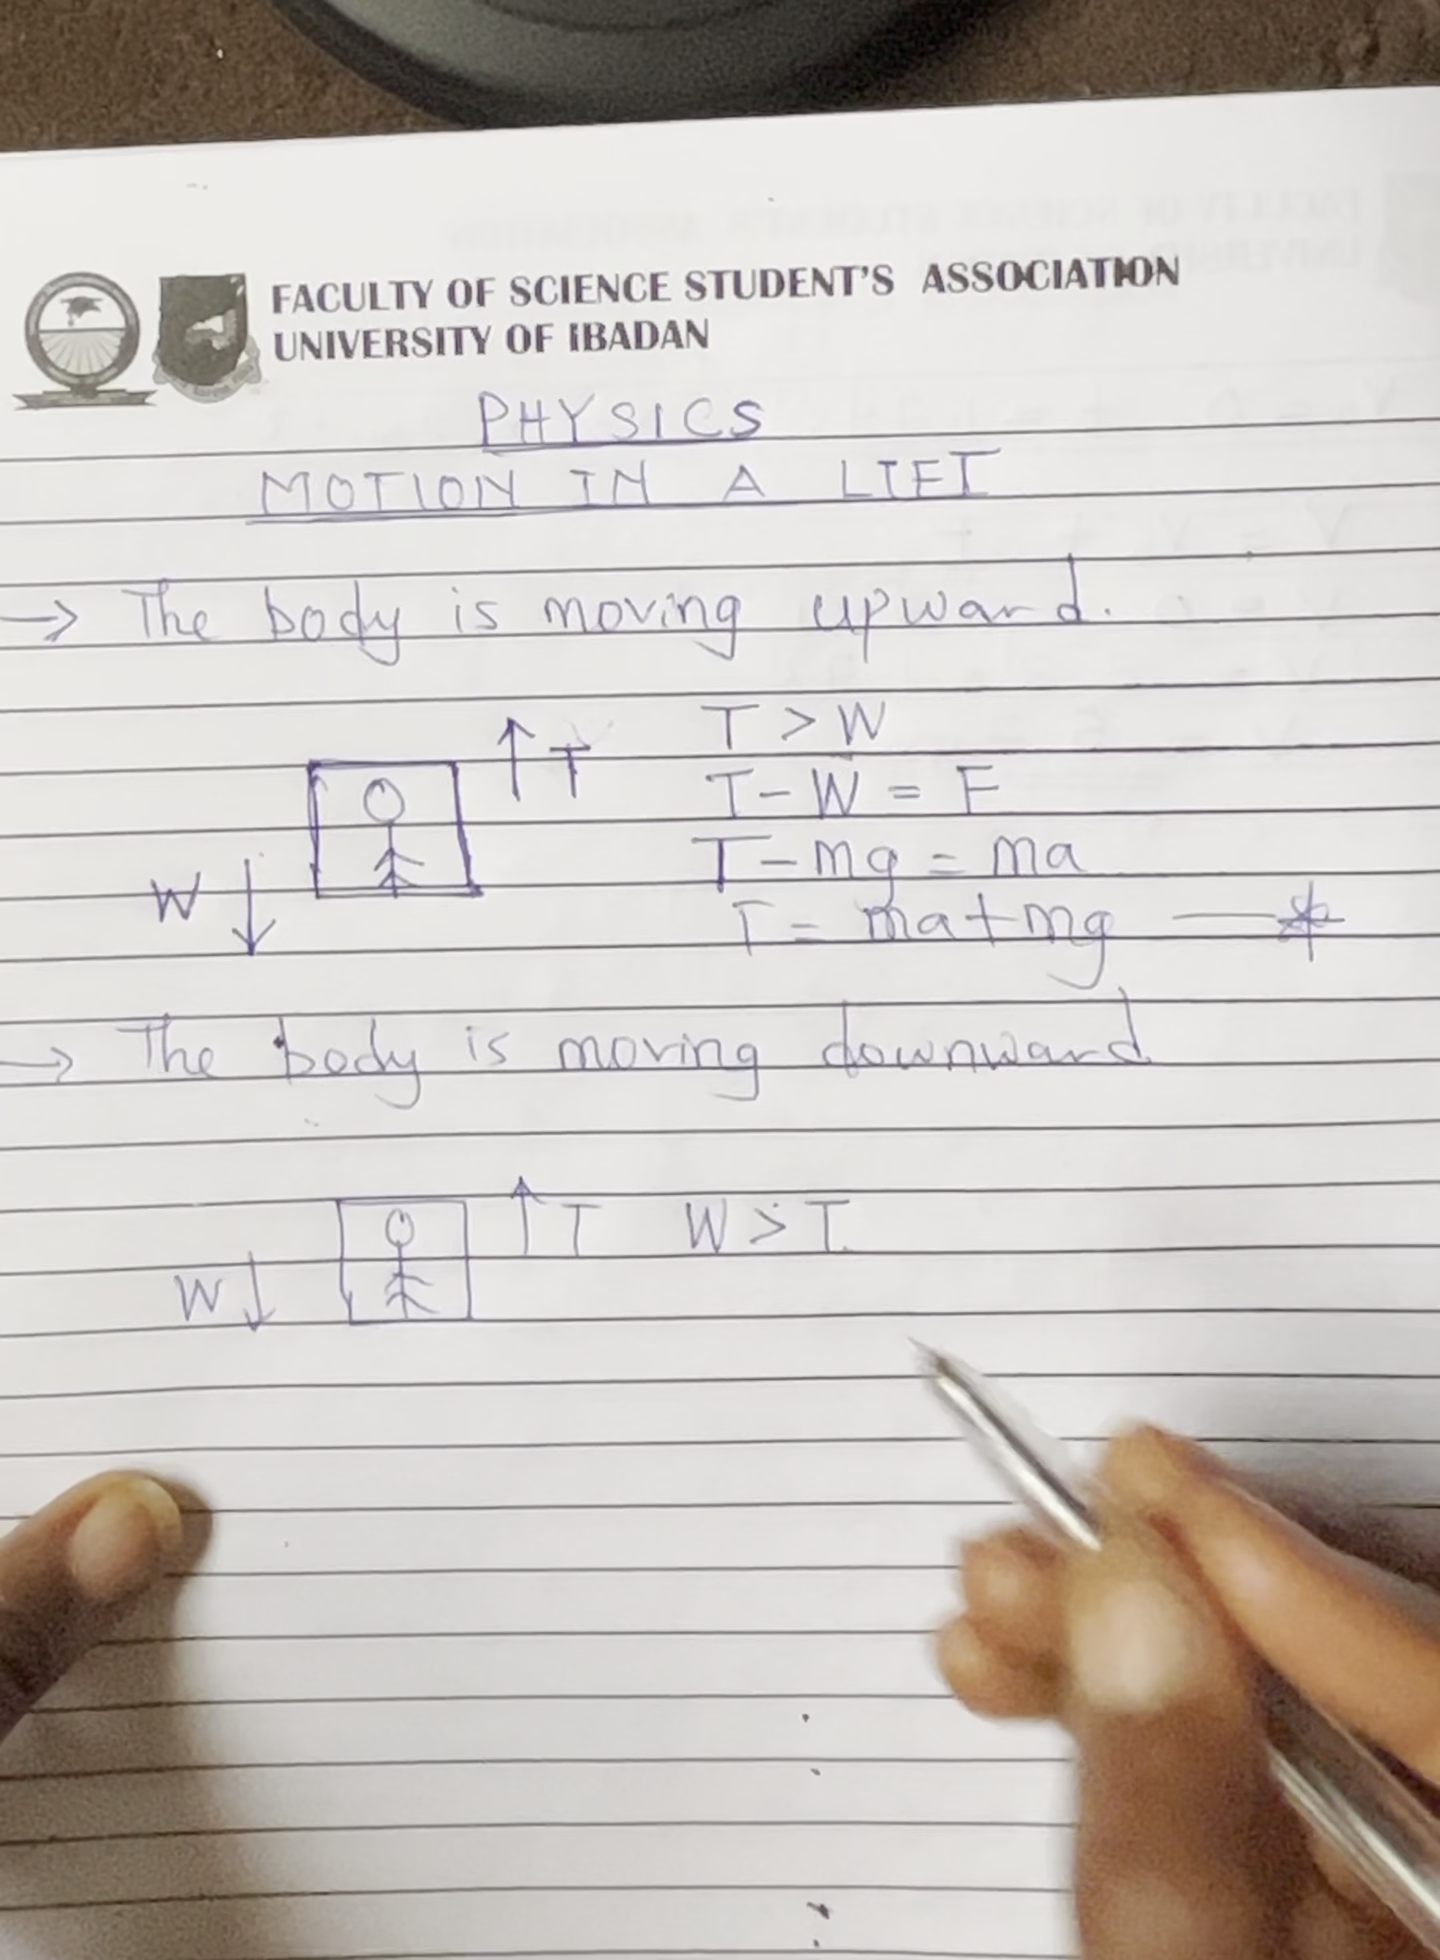 FACULTY OF SCIENCE STUDENT'S ASSOCIATION
UNIVERSITY OF IBADAN
PHYSICS
MOTION IN A LIFT
→ The body is moving upward.
↑ T
W ↓
T > W
T - W = F
T - mg = ma
T = ma + mg —*
→ The body is moving downward
↑ T
W ↓
W > T.